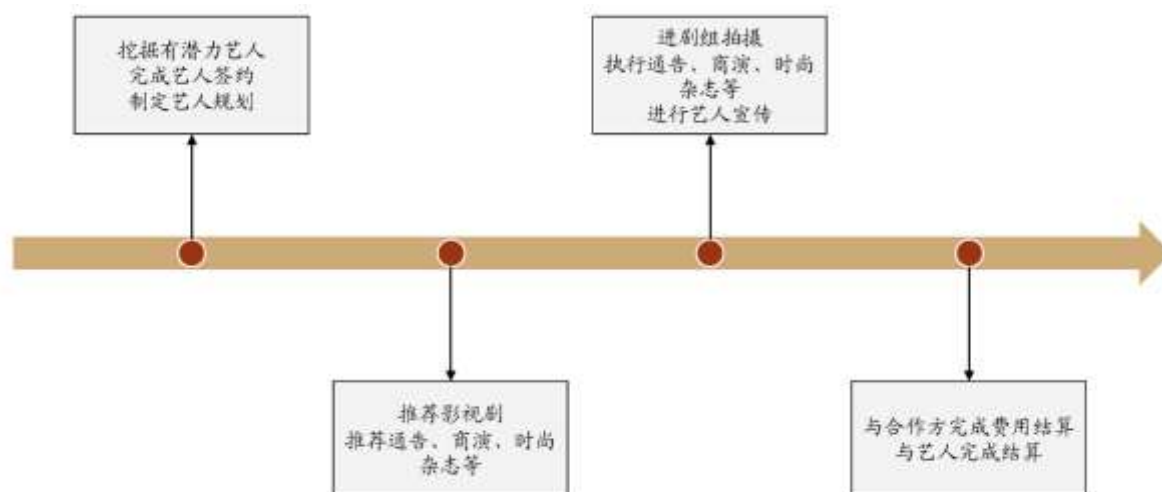 挖掘有潜力艺人
完成艺人签约
制定艺人规划
推荐影视剧
推荐通告、商演、时尚
杂志等
进剧组拍摄
执行通告、商演、时尚
杂志等
进行艺人宣传
与合作方完成费用结算
与艺人完成结算